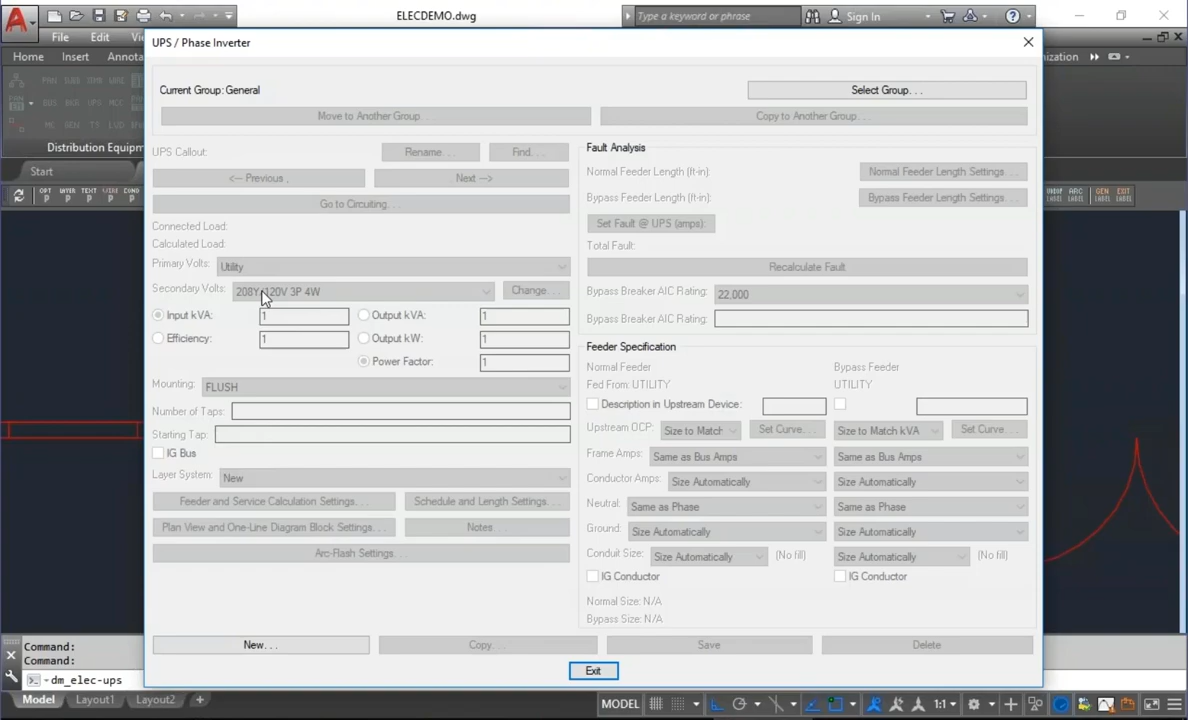 ELECDEMO.dwg
Type a keyword or phrase
Sign In
File Edit
UPS / Phase Inverter
Home Insert Annota
ization
Current Group: General
Select Group. . .
Move to Another Group. . .
Copy to Another Group. . .
Distribution Equipm
Start
UPS Callout:
Rename. . .
Find. . .
<-- Previous .
Next -->
Go to Circuiting. . .
Connected Load:
Calculated Load:
Primary Volts: Utility
Secondary Volts: 208Y/120V 3P 4W Change. . .
Input kVA: 1 Output kVA: 1
Efficiency: 1 Output kW: 1
Power Factor: 1
Mounting: FLUSH
Number of Taps:
Starting Tap:
IG Bus
Layer System: New
Feeder and Service Calculation Settings. . . Schedule and Length Settings. . .
Plan View and One-Line Diagram Block Settings. . . Notes
Arc-Flash Settings. . .
Fault Analysis
Normal Feeder Length (ft-in): Normal Feeder Length Settings. . .
Bypass Feeder Length (ft-in): Bypass Feeder Length Settings. . .
Set Fault @ UPS (amps):
Total Fault:
Recalculate Fault
Bypass Breaker AIC Rating: 22,000
Bypass Breaker AIC Rating:
Feeder Specification
Normal Feeder Bypass Feeder
Fed From: UTILITY UTILITY
Description in Upstream Device:
Upstream OCP: Size to Match Set Curve. . . Size to Match kVA Set Curve. . .
Frame Amps: Same as Bus Amps Same as Bus Amps
Conductor Amps: Size Automatically Size Automatically
Neutral: Same as Phase Same as Phase
Ground: Size Automatically Size Automatically
Conduit Size: Size Automatically (No fill) Size Automatically (No fill)
IG Conductor IG Conductor
Normal Size: N/A
Bypass Size: N/A
New. . . Copy. . . Save Delete
Exit
Command:
Command:
dm_elec-ups
Model Layout1 Layout2 +
MODEL 1:1